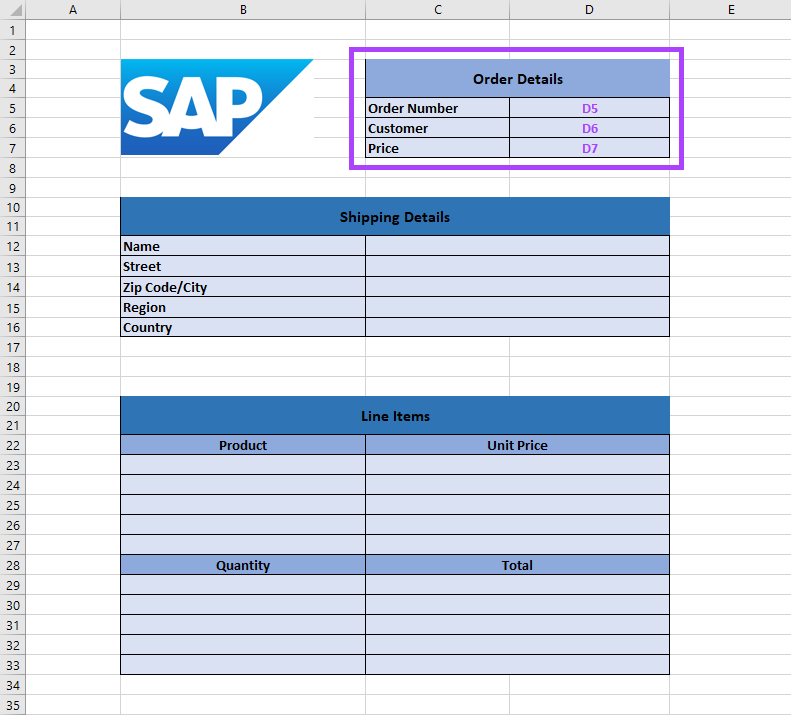 A B C D E
1
2
3
SAP
Order Details
4
5 Order Number D5
6 Customer D6
7 Price D7
8
9
10
Shipping Details
11
12 Name
13 Street
14 Zip Code/City
15 Region
16 Country
17
18
19
20
Line Items
21
22 Product Unit Price
23
24
25
26
27
28 Quantity Total
29
30
31
32
33
34
35